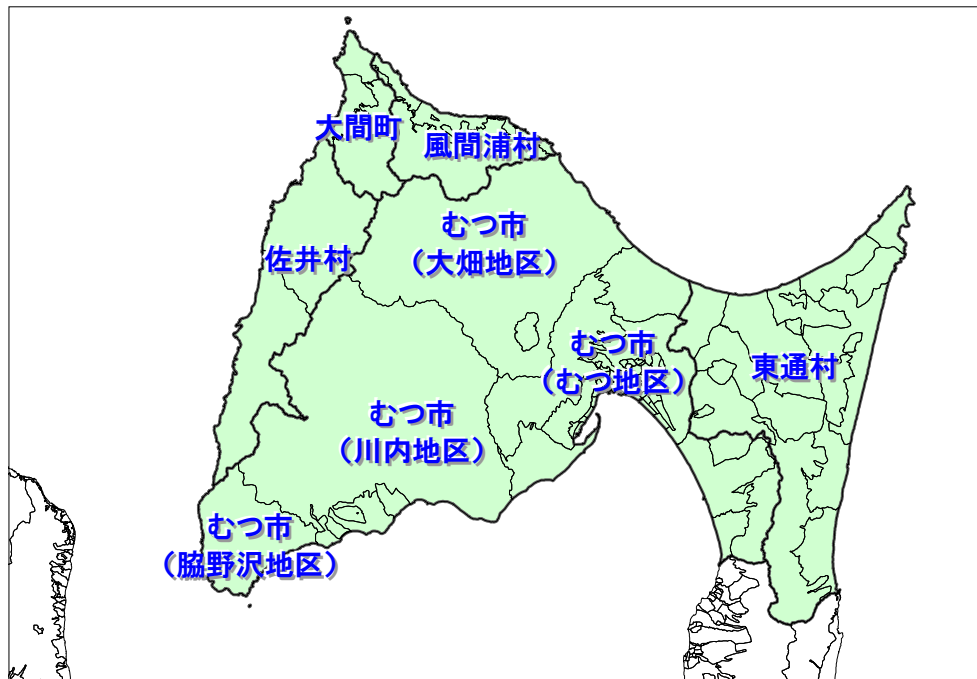 大間町
風間浦村
むつ市
（大畑地区）
佐井村
むつ市
（むつ地区）
東通村
むつ市
（川内地区）
むつ市
（脇野沢地区）